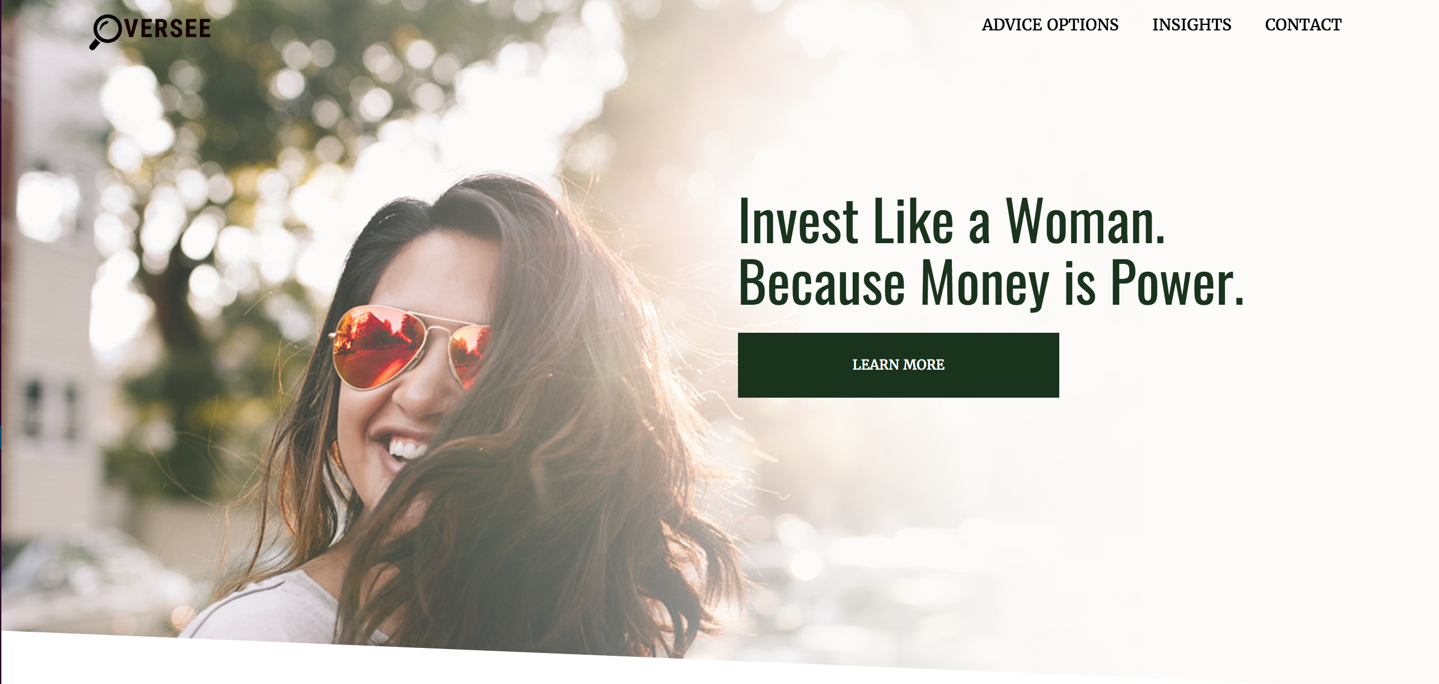 OVERSEE
ADVICE OPTIONS INSIGHTS CONTACT
Invest Like a Woman.
Because Money is Power.
LEARN MORE